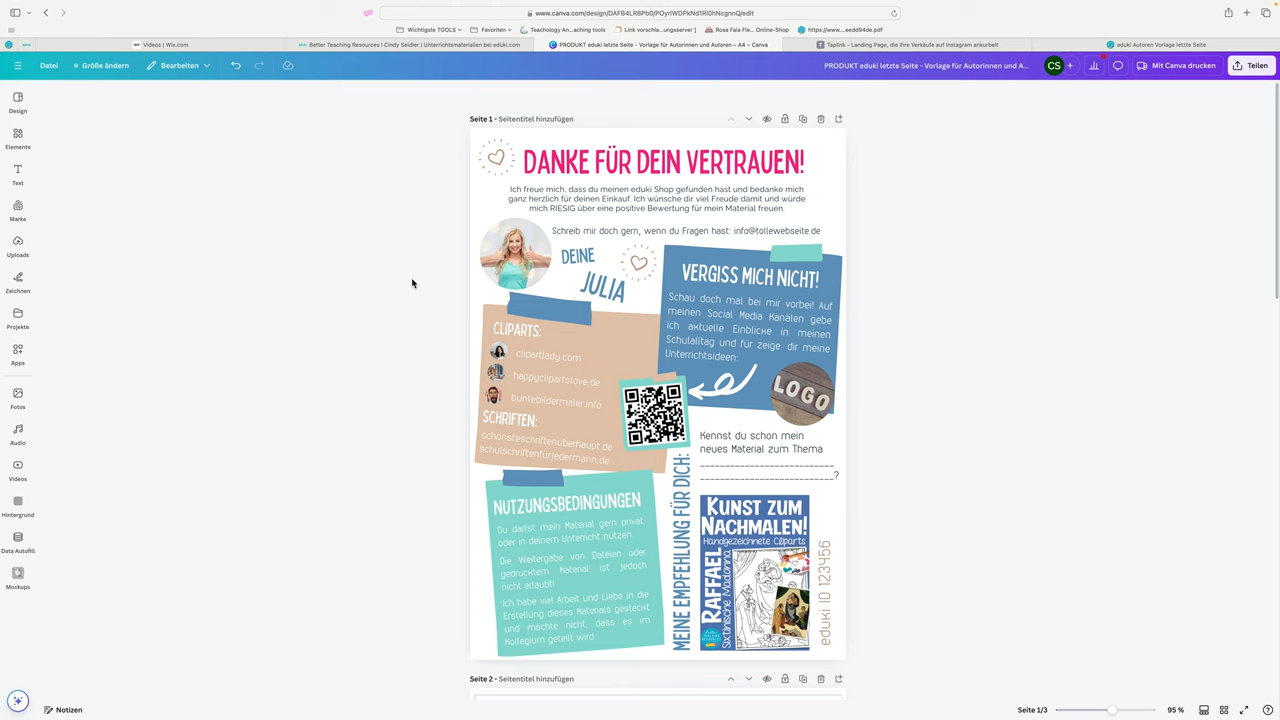 www.canva.com/design/DAFB4LR8Pb0/POyrIWDPkNd1Rl0hNcgnnQ/edit
Wichtigste TOOLS
Favoriten
Teachology An...aching tools
Link vorschla...ungsserver ]
Rosa Faia Fle... Online-Shop
https://www....eedd94de.pdf
Videos | Wix.com
Better Teaching Resources I Cindy Seidler | Unterrichtsmaterialien bei eduki.com
PRODUKT eduki letzte Seite - Vorlage für Autorinnen und Autoren – A4 – Canva
Taplink - Landing Page, die Ihre Verkäufe auf Instagram ankurbelt
eduki Autoren Vorlage letzte Seite
Datei
Größe ändern
Bearbeiten
PRODUKT eduki letzte Seite - Vorlage für Autorinnen und A...
CS
Mit Canva drucken
Teilen
Design
Elemente
Text
Marke
Uploads
Zeichnen
Projekte
Apps
Fotos
Audio
Videos
Hintergrund
Data Autofill
Mockups
Seite 1 - Seitentitel hinzufügen
DANKE FÜR DEIN VERTRAUEN!
Ich freue mich, dass du meinen eduki Shop gefunden hast und bedanke mich
ganz herzlich für deinen Einkauf. Ich wünsche dir viel Freude damit und würde
mich RIESIG über eine positive Bewertung für mein Material freuen.
Schreib mir doch gern, wenn du Fragen hast: info@tollewebseite.de
DEINE
JULIA
VERGISS MICH NICHT!
Schau doch mal bei mir vorbei! Auf
meinen Social Media Kanälen gebe
ich aktuelle Einblicke in meinen
Schulalltag und für zeige dir meine
Unterrichtsideen:
LOGO
CLIPARTS:
clipartlady.com
happyclipartslove.de
buntebildermaler.info
SCHRIFTEN:
schönsteschriftenüberhaupt.de
schulschriftenfürjedermann.de
Kennst du schon mein
neues Material zum Thema
________________________
________________________?
NUTZUNGSBEDINGUNGEN
Du darfst mein Material gern privat
oder in deinem Unterricht nutzen.
Die Weitergabe von Dateien oder
gedrucktem Material ist jedoch
nicht erlaubt!
Ich habe viel Arbeit und Liebe in die
Erstellung dieses Materials gesteckt
und möchte nicht, dass es im
Kollegium geteilt wird.
MEINE EMPFEHLUNG FÜR DICH:
KUNST ZUM
NACHMALEN!
Handgezeichnete Cliparts
RAFFAEL
Sixtinische Madonna
eduki ID 123456
Seite 2 - Seitentitel hinzufügen
Notizen
Seite 1/3
95 %